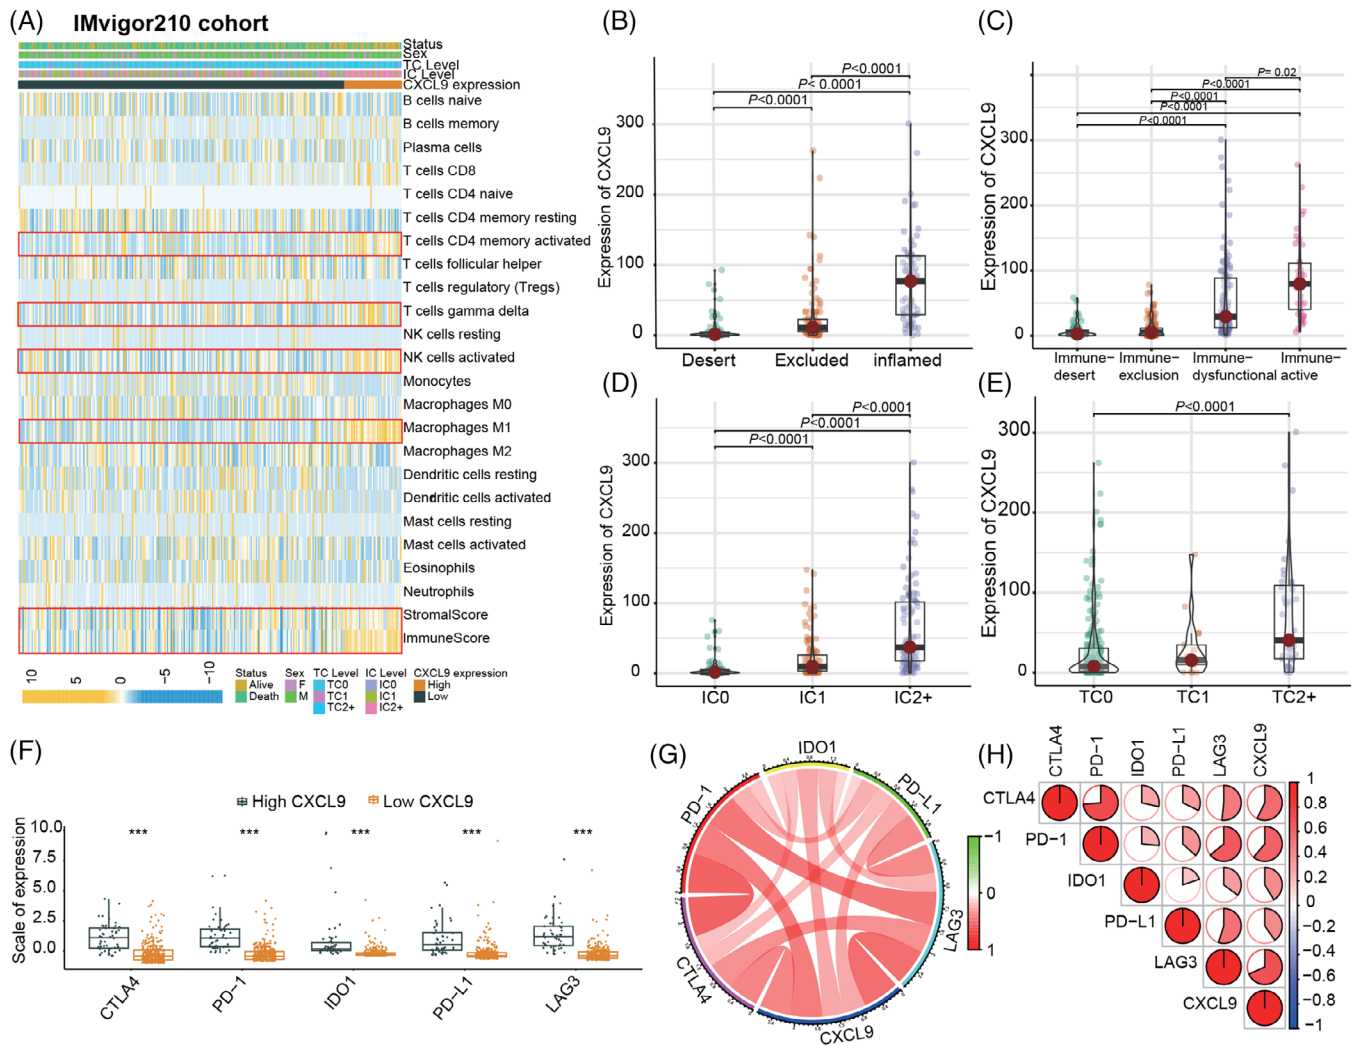 (A) IMvigor210 cohort
Status
Sex
TC Level
IC Level
CXCL9 expression
B cells naive
B cells memory
Plasma cells
T cells CD8
T cells CD4 naive
T cells CD4 memory resting
T cells CD4 memory activated
T cells follicular helper
T cells regulatory (Tregs)
T cells gamma delta
NK cells resting
NK cells activated
Monocytes
Macrophages M0
Macrophages M1
Macrophages M2
Dendritic cells resting
Dendritic cells activated
Mast cells resting
Mast cells activated
Eosinophils
Neutrophils
StromalScore
ImmuneScore
10 5 0 −5 −10
Status Sex TC Level IC Level CXCL9 expression
Alive F TC0 IC0 High
Death M TC1 IC1 Low
TC2+ IC2+
(B)
Expression of CXCL9
P<0.0001
P< 0.0001
P<0.0001
300
200
100
0
Desert Excluded inflamed
(C)
Expression of CXCL9
P= 0.02
P<0.0001
P<0.0001
P<0.0001
P<0.0001
300
200
100
0
Immune− Immune− Immune− Immune−
desert exclusion dysfunctional active
(D)
Expression of CXCL9
P<0.0001
P<0.0001
P<0.0001
300
200
100
0
IC0 IC1 IC2+
(E)
Expression of CXCL9
P<0.0001
300
200
100
0
TC0 TC1 TC2+
(F)
High CXCL9 Low CXCL9
Scale of expression
10.0
7.5
5.0
2.5
0.0
*** *** *** *** ***
CTLA4 PD−1 IDO1 PD−L1 LAG3
(G)
IDO1
PD−L1
LAG3
CXCL9
CTLA4
PD−1
−1
0
1
(H)
CTLA4 PD−1 IDO1 PD−L1 LAG3 CXCL9
CTLA4
PD−1
IDO1
PD−L1
LAG3
CXCL9
1
0.8
0.6
0.4
0.2
0
−0.2
−0.4
−0.6
−0.8
−1